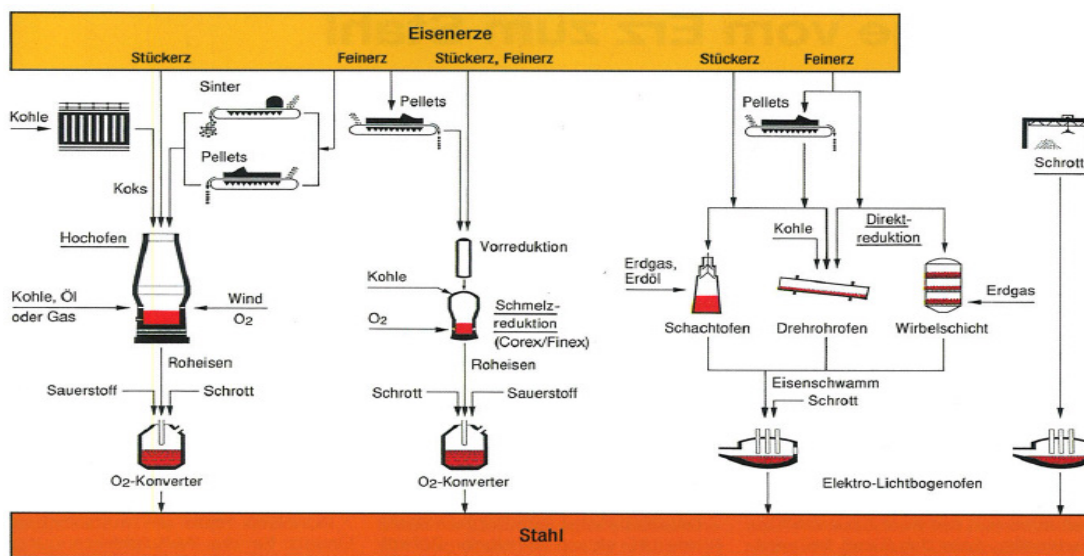 Eisenerze
Stückerz
Feinerz
Stückerz, Feinerz
Stückerz
Feinerz
Sinter
Pellets
Pellets
Kohle
Pellets
Schrott
Koks
Hochofen
Vorreduktion
Kohle
Direkt-
reduktion
Kohle
Erdgas,
Erdöl
Kohle, Öl
oder Gas
Wind
O2
O2
Schmelz-
reduktion
(Corex/Finex)
Erdgas
Schachtofen
Drehrohrofen
Wirbelschicht
Roheisen
Roheisen
Sauerstoff
Schrott
Schrott
Sauerstoff
Eisenschwamm
Schrott
O2-Konverter
O2-Konverter
Elektro-Lichtbogenofen
Stahl